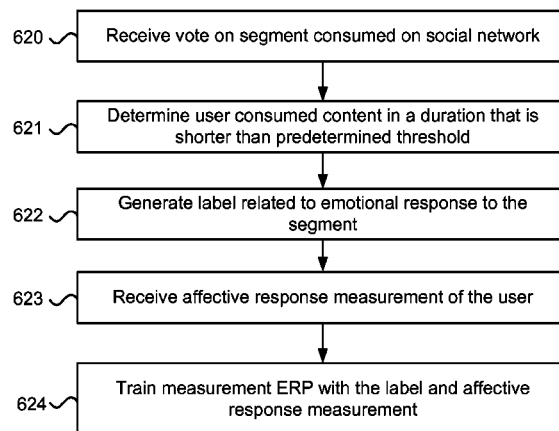 620
Receive vote on segment consumed on social network
621
Determine user consumed content in a duration that is
shorter than predetermined threshold
622
Generate label related to emotional response to the
segment
623
Receive affective response measurement of the user
624
Train measurement ERP with the label and affective
response measurement